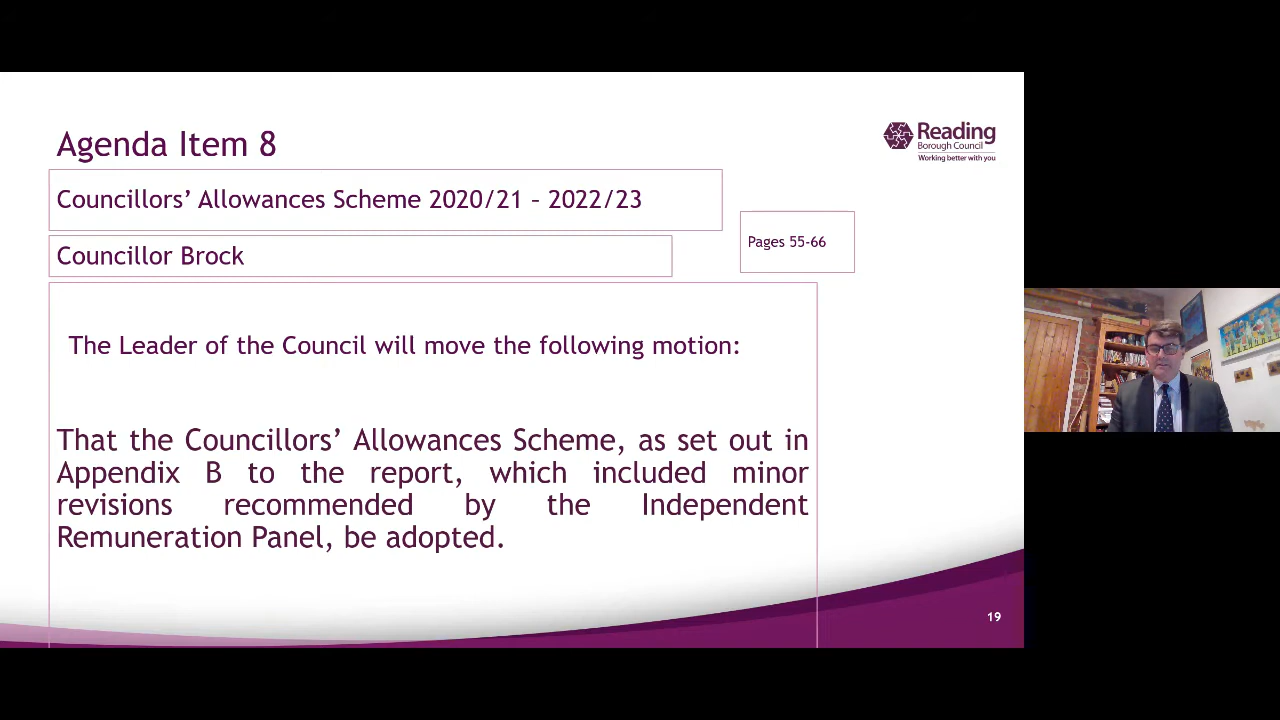 Agenda Item 8
Reading
Borough Council
Working better with you
Councillors’ Allowances Scheme 2020/21 – 2022/23
Pages 55-66
Councillor Brock
The Leader of the Council will move the following motion:
That the Councillors’ Allowances Scheme, as set out in
Appendix B to the report, which included minor
revisions recommended by the Independent
Remuneration Panel, be adopted.
19